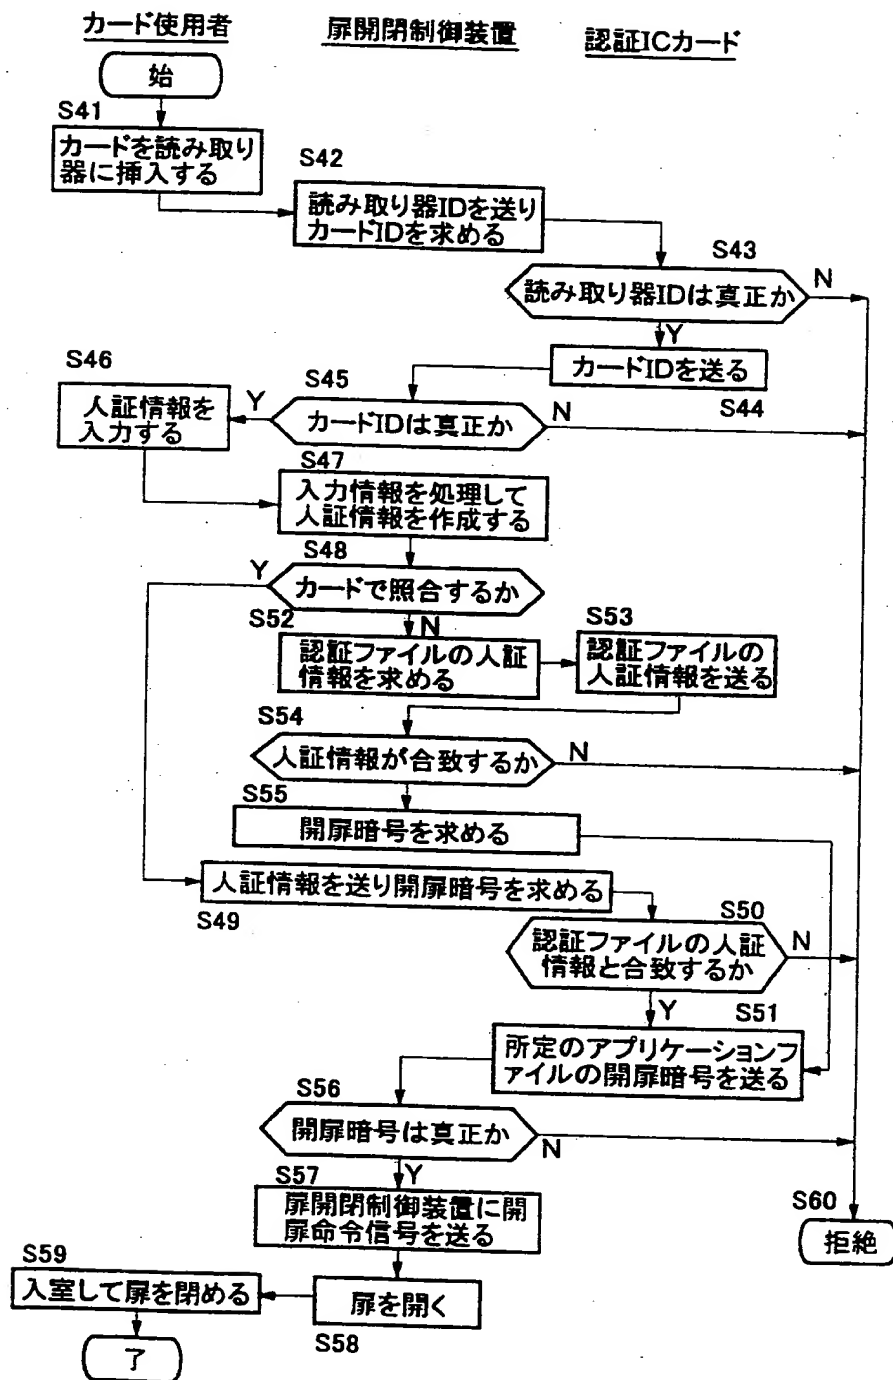 カード使用者
扉開閉制御装置
認証ICカード
始
S41
カードを読み取り
器に挿入する
S42
読み取り器IDを送り
カードIDを求める
S43
読み取り器IDは真正か
N
Y
カードIDを送る
S44
S45
カードIDは真正か
Y
N
S46
人証情報を
入力する
S47
入力情報を処理して
人証情報を作成する
S48
カードで照合するか
Y
N
S52
認証ファイルの人証
情報を求める
S53
認証ファイルの
人証情報を送る
S54
人証情報が合致するか
N
S55
開扉暗号を求める
人証情報を送り開扉暗号を求める
S49
S50
認証ファイルの人証
情報と合致するか
N
Y
S51
所定のアプリケーションフ
ァイルの開扉暗号を送る
S56
開扉暗号は真正か
N
Y
S57
扉開閉制御装置に開
扉命令信号を送る
S60
拒絶
S59
入室して扉を閉める
扉を開く
S58
了